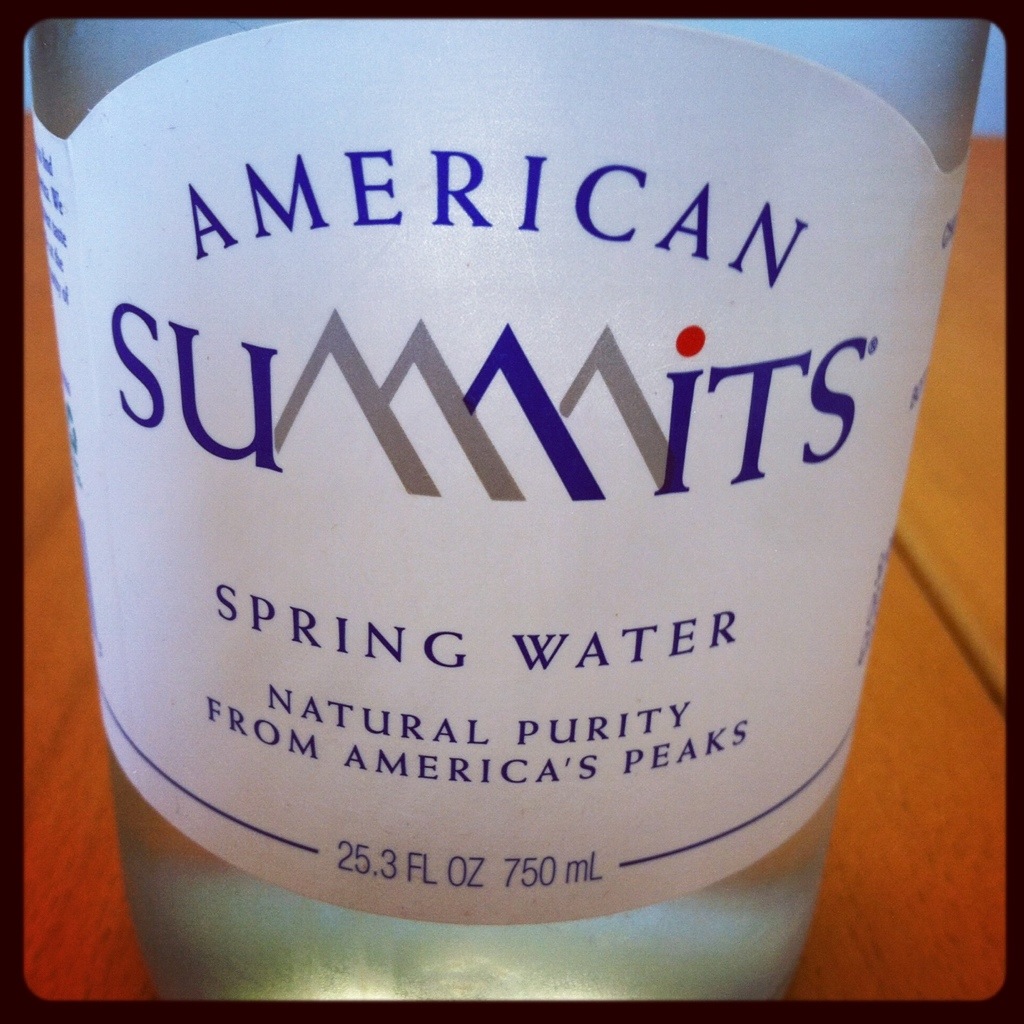 AMERICAN
SUMMiTS®
SPRING WATER
NATURAL PURITY
FROM AMERICA'S PEAKS
25.3 FL OZ 750 mL